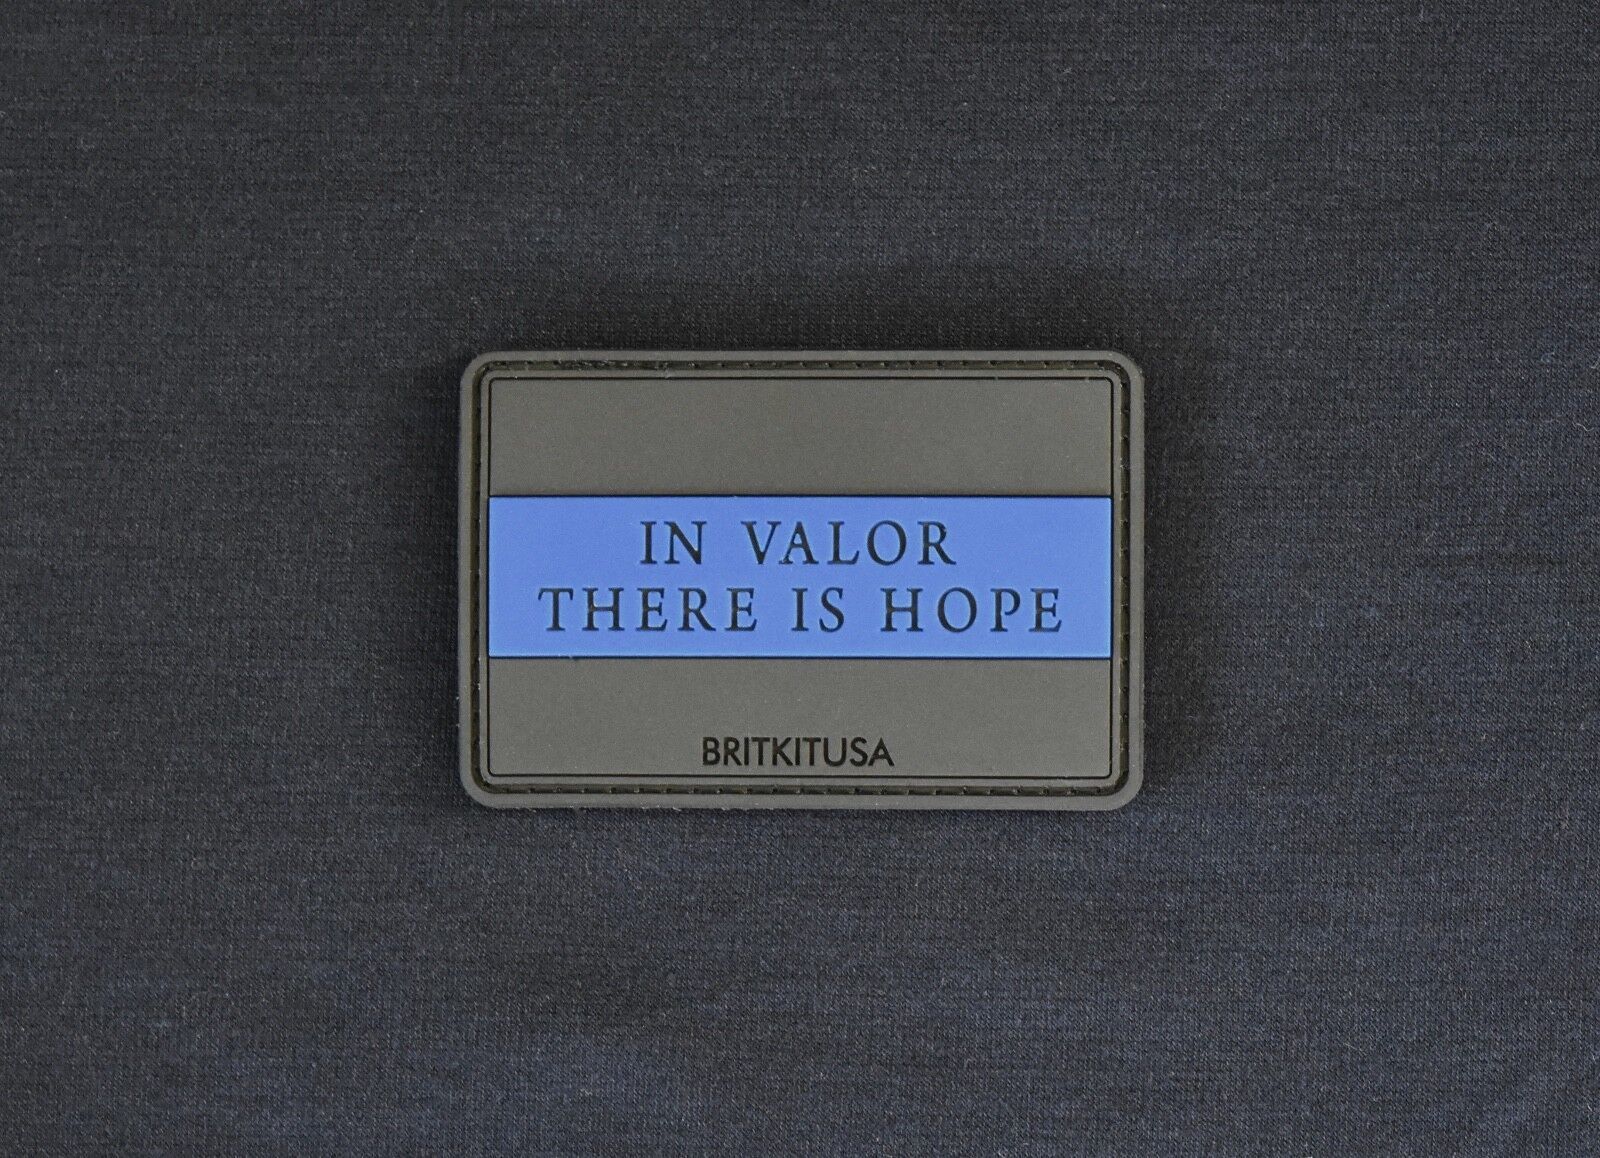 IN VALOR
THERE IS HOPE
BRITKITUSA